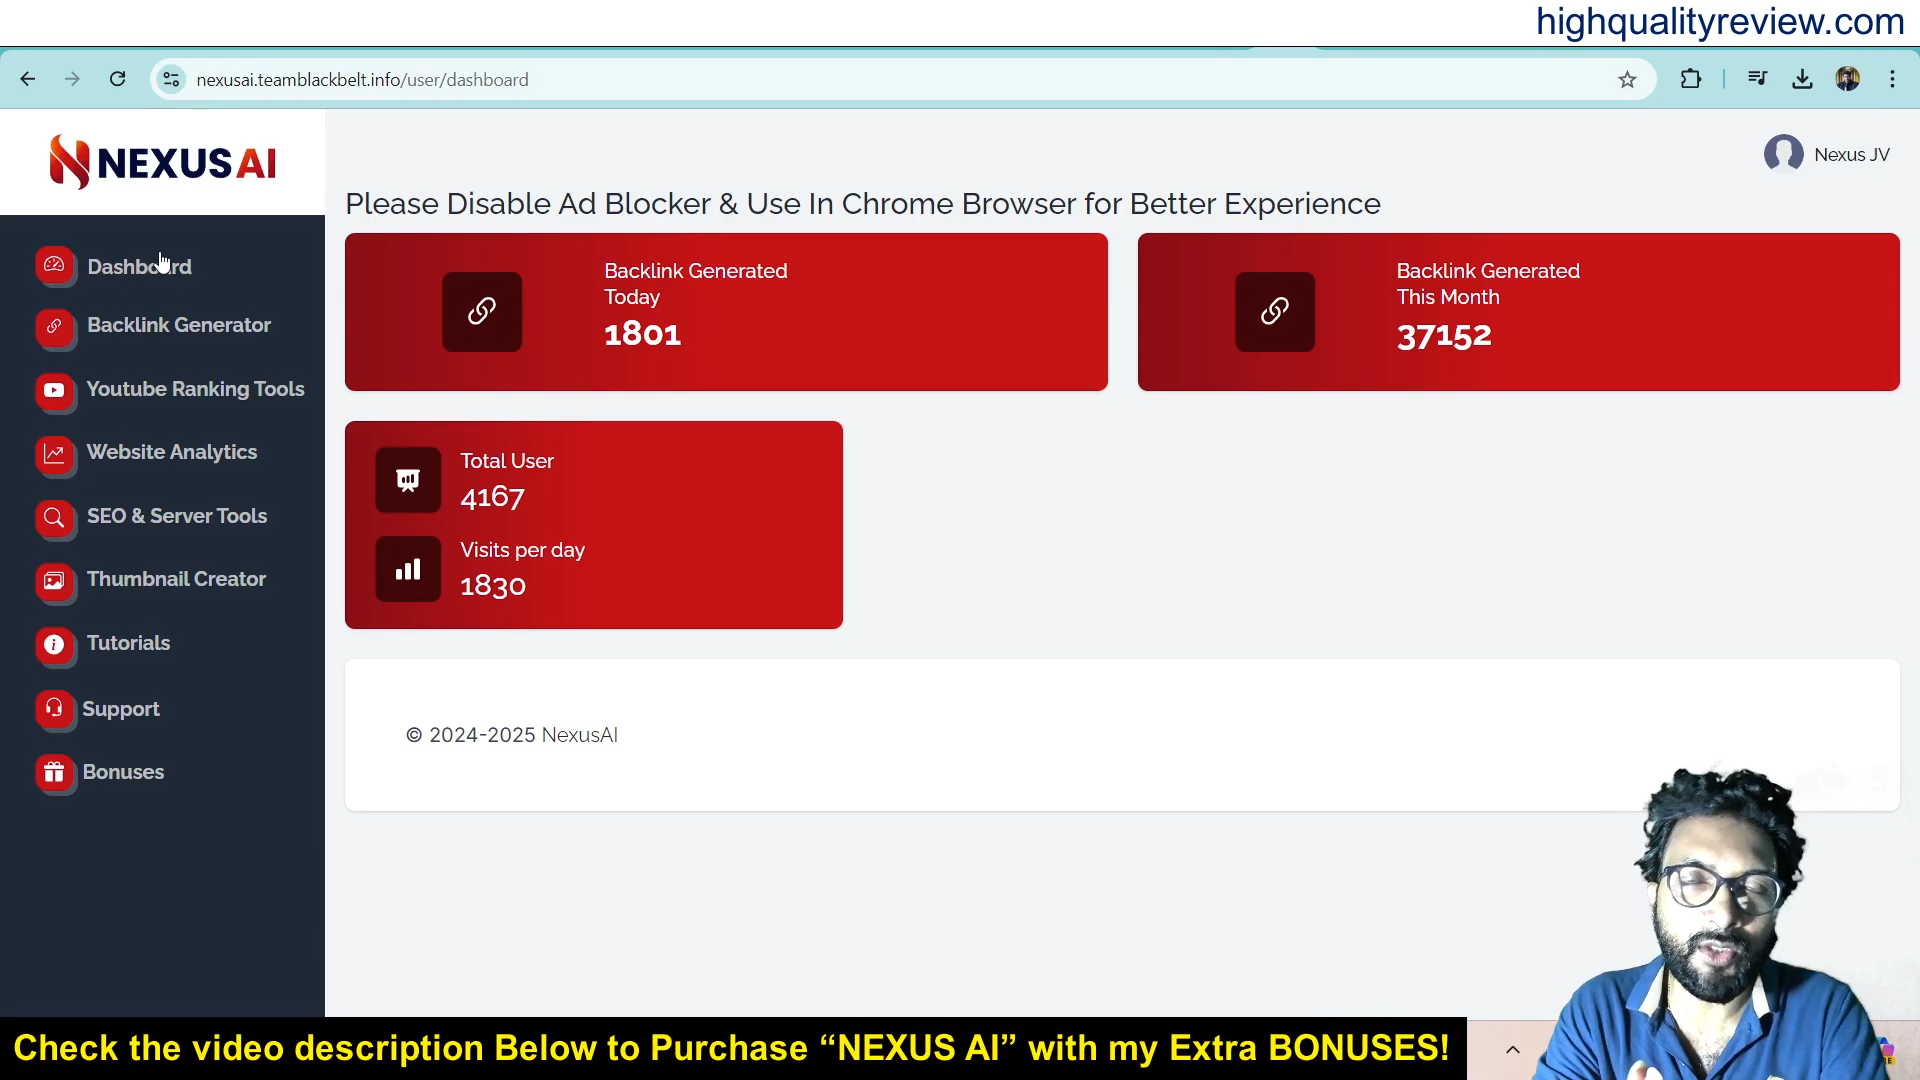 highqualityreview.com
nexusai.teamblackbelt.info/user/dashboard
NEXUS AI
Nexus JV
Please Disable Ad Blocker & Use In Chrome Browser for Better Experience
Dashboard
Backlink Generator
Youtube Ranking Tools
Website Analytics
SEO & Server Tools
Thumbnail Creator
Tutorials
Support
Bonuses
Backlink Generated
Today
1801
Backlink Generated
This Month
37152
Total User
4167
Visits per day
1830
© 2024-2025 NexusAI
Check the video description Below to Purchase “NEXUS AI” with my Extra BONUSES!